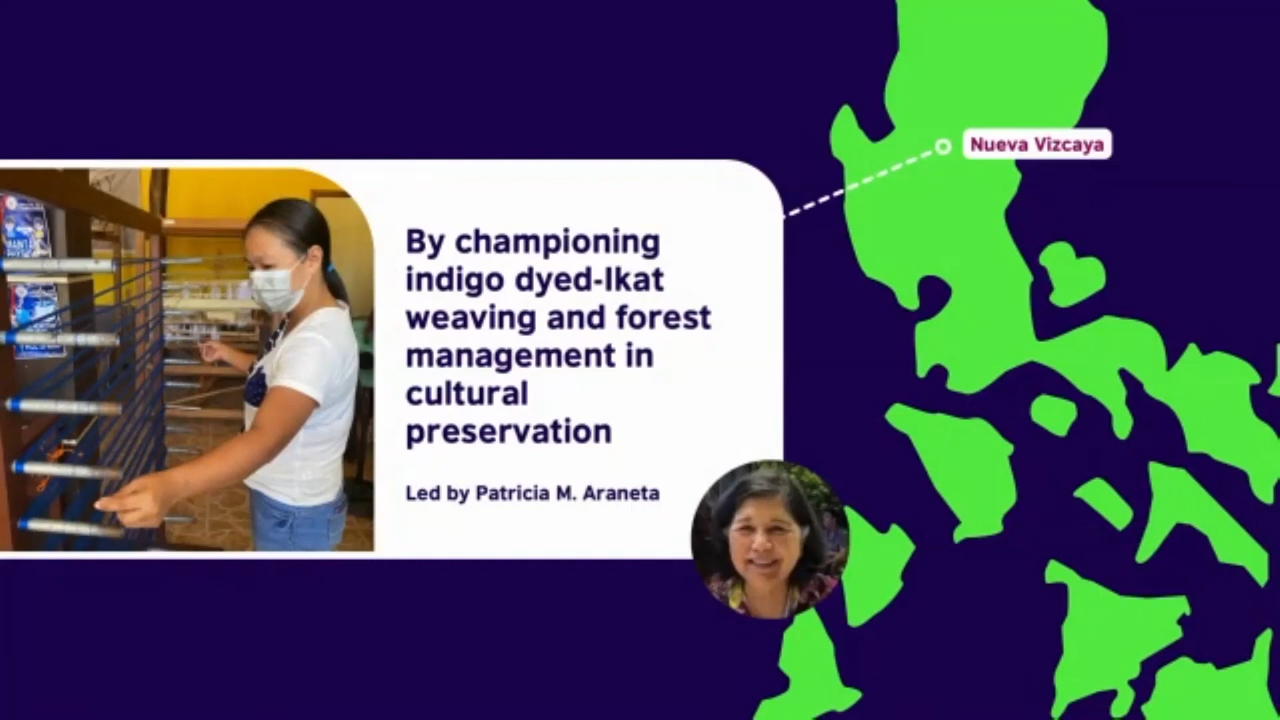 Nueva Vizcaya
By championing
indigo dyed-Ikat
weaving and forest
management in
cultural
preservation
Led by Patricia M. Araneta